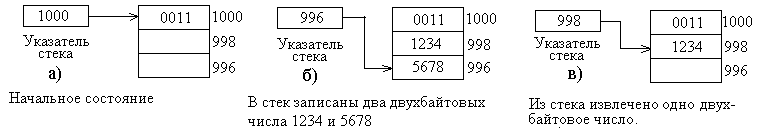 1000
0011
1000
998
996
Указатель
стека
а)
Начальное состояние
996
0011
1000
1234
998
5678
996
Указатель
стека
б)
В стек записаны два двухбайтовых
числа 1234 и 5678
998
0011
1000
1234
998
996
Указатель
стека
в)
Из стека извлечено одно двух-
байтовое число.